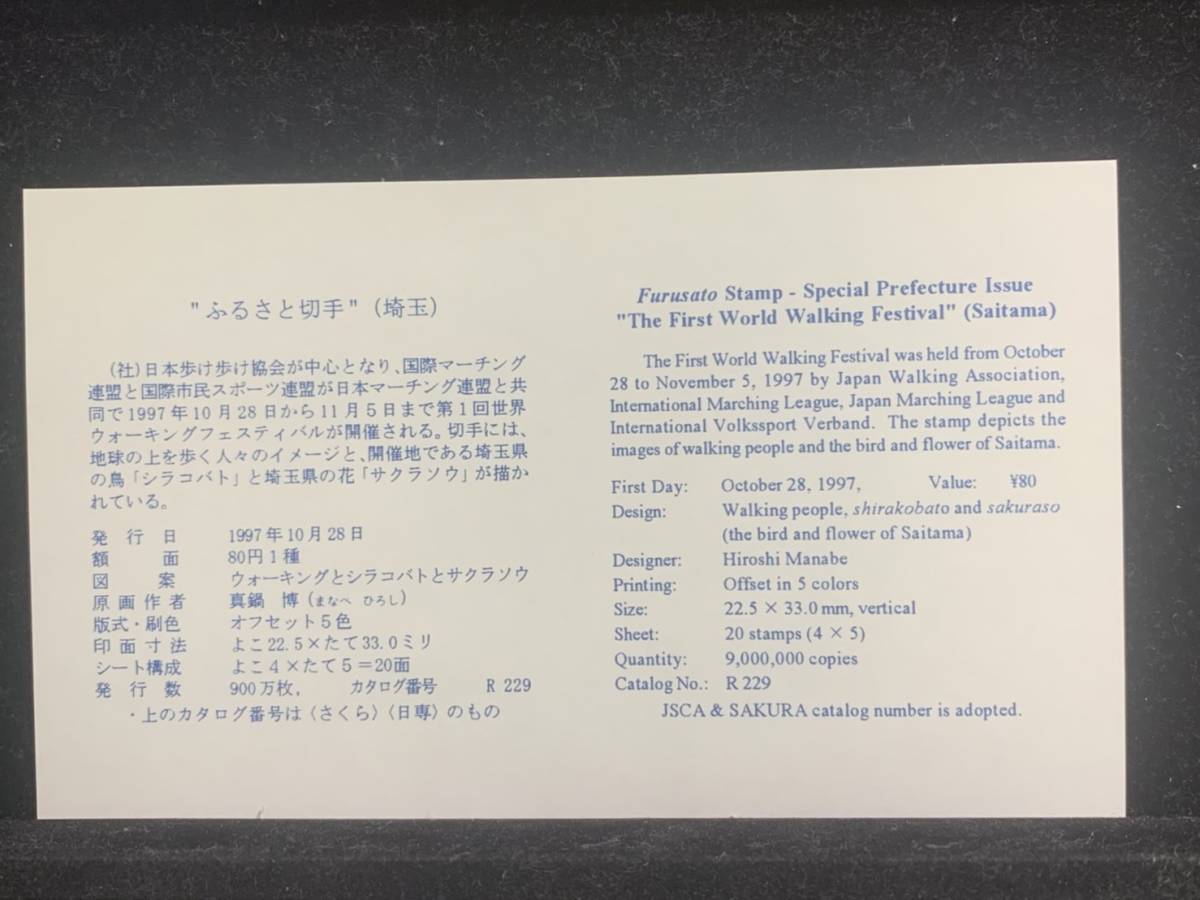 "ふるさと切手"(埼玉)
(社)日本歩け歩け協会が中心となり、国際マーチング
連盟と国際市民スポーツ連盟が日本マーチング連盟と共
同で1997年10月28日から11月5日まで第1回世界
ウォーキングフェスティバルが開催される。切手には、
地球の上を歩く人々のイメージと、開催地である埼玉県
の鳥「シラコバト」と埼玉県の花「サクラソウ」が描か
れている。
発行日 1997年10月28日
額面 80円1種
図案 ウォーキングとシラコバトとサクラソウ
原画作者 真鍋 博(まなべ ひろし)
版式・刷色 オフセット5色
印面寸法 よこ22.5×たて33.0ミリ
シート構成 よこ4×たて5=20面
発行数 900万枚, カタログ番号 R 229
・上のカタログ番号は〈さくら〉〈日専〉のもの
Furusato Stamp - Special Prefecture Issue
"The First World Walking Festival" (Saitama)
The First World Walking Festival was held from October
28 to November 5, 1997 by Japan Walking Association,
International Marching League, Japan Marching League and
International Volkssport Verband. The stamp depicts the
images of walking people and the bird and flower of Saitama.
First Day: October 28, 1997, Value: ¥80
Design: Walking people, shirakobato and sakuraso
(the bird and flower of Saitama)
Designer: Hiroshi Manabe
Printing: Offset in 5 colors
Size: 22.5 × 33.0 mm, vertical
Sheet: 20 stamps (4 × 5)
Quantity: 9,000,000 copies
Catalog No.: R 229
JSCA & SAKURA catalog number is adopted.